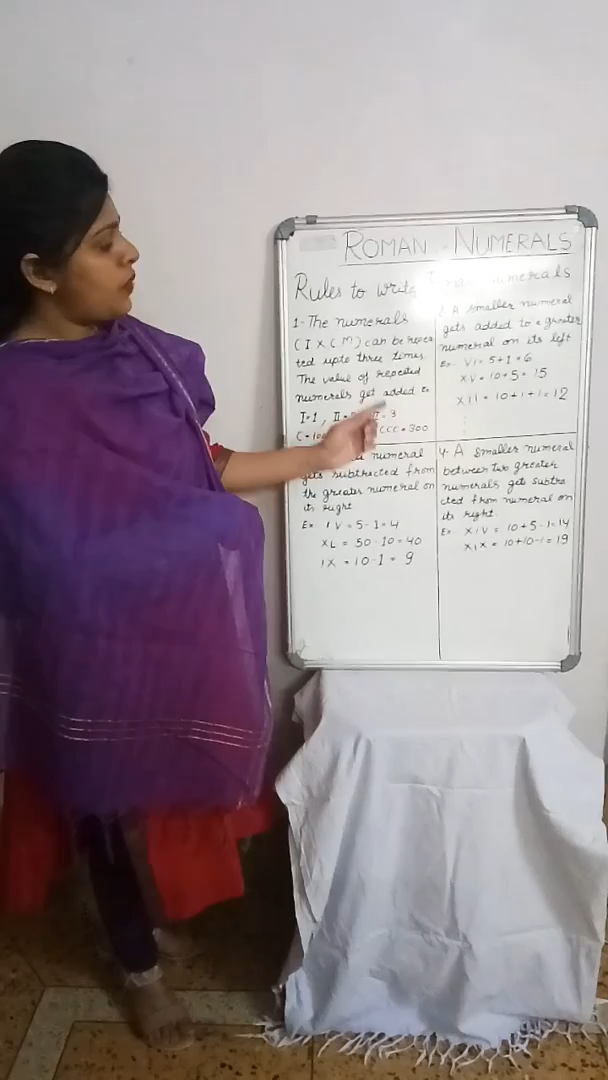 ROMAN NUMERALS
Rules to write numerals
1- The numerals
( I X C M ) can be repea
ted upto three times.
The value of repeated
numerals get added Ex
I=1, II = 3
C=100 CCC = 300
2. A smaller numeral
gets added to a greater
numeral on its left
Ex- VI = 5+1=6
XV = 10+5 = 15
XII = 10+1+1=12
numeral
gets subtracted from
the greater numeral on
its right
Ex IV = 5-1=4
XL = 50-10=40
IX = 10-1 = 9
4- A Smaller numeral
between two greater
numerals gets subtra
cted from numeral on
its right.
Ex XIV = 10+5-1=14
XIX = 10+10-1=19